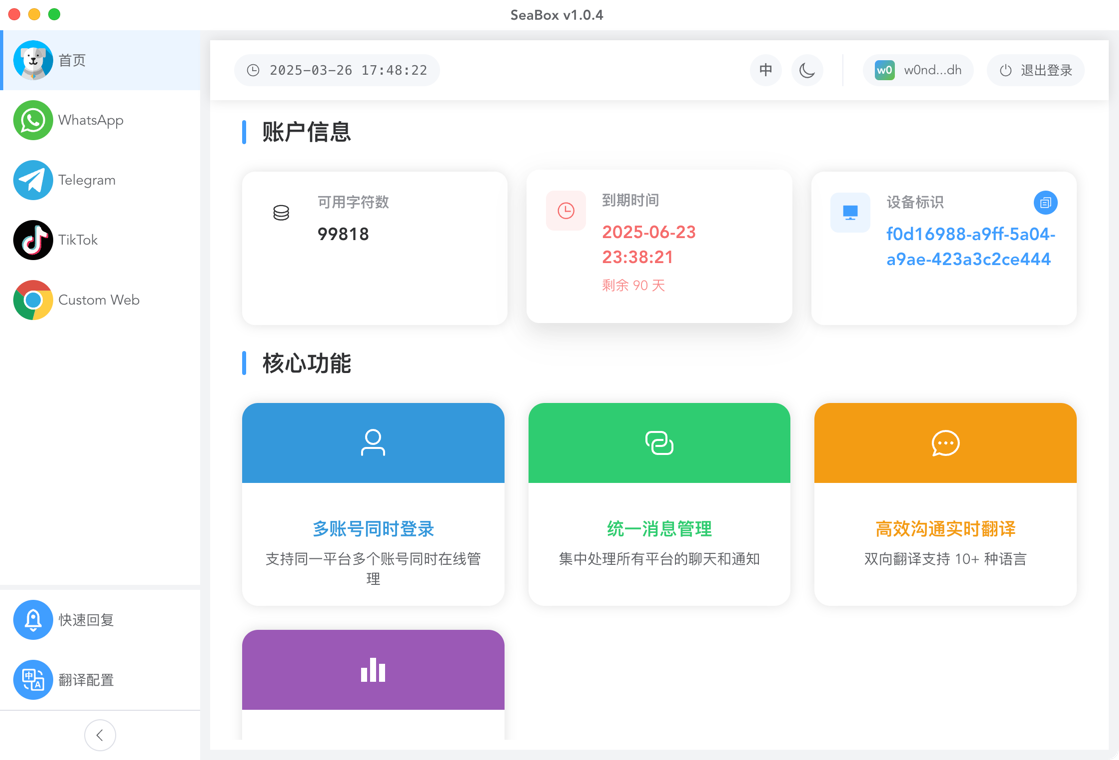 SeaBox v1.0.4
首页
WhatsApp
Telegram
TikTok
Custom Web
快速回复
翻译配置
2025-03-26 17:48:22
中
w0
w0nd...dh
退出登录
账户信息
可用字符数
99818
到期时间
2025-06-23
23:38:21
剩余 90 天
设备标识
f0d16988-a9ff-5a04-
a9ae-423a3c2ce444
核心功能
多账号同时登录
支持同一平台多个账号同时在线管
理
统一消息管理
集中处理所有平台的聊天和通知
高效沟通实时翻译
双向翻译支持 10+ 种语言